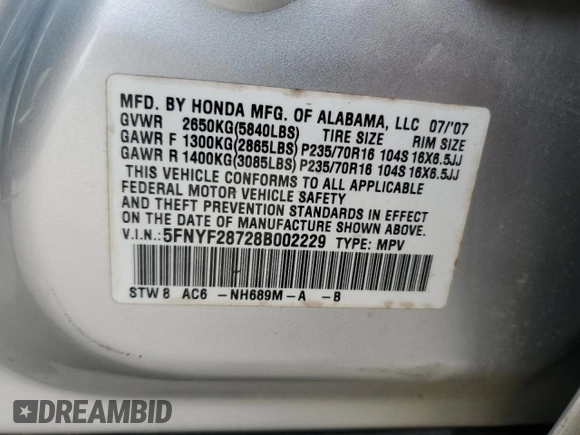 MFD. BY HONDA MFG. OF ALABAMA, LLC 07/'07
GVWR 2650KG(5840LBS) TIRE SIZE RIM SIZE
GAWR F 1300KG(2865LBS) P235/70R16 104S 16X6.5JJ
GAWR R 1400KG(3085LBS) P235/70R16 104S 16X6.5JJ
THIS VEHICLE CONFORMS TO ALL APPLICABLE
FEDERAL MOTOR VEHICLE SAFETY
AND THEFT PREVENTION STANDARDS IN EFFECT
ON THE DATE OF MANUFACTURE SHOWN ABOVE.
V.I.N.: 5FNYF28728B002229 TYPE: MPV
STW8 AC6 -NH689M-A -B
DREAMBID